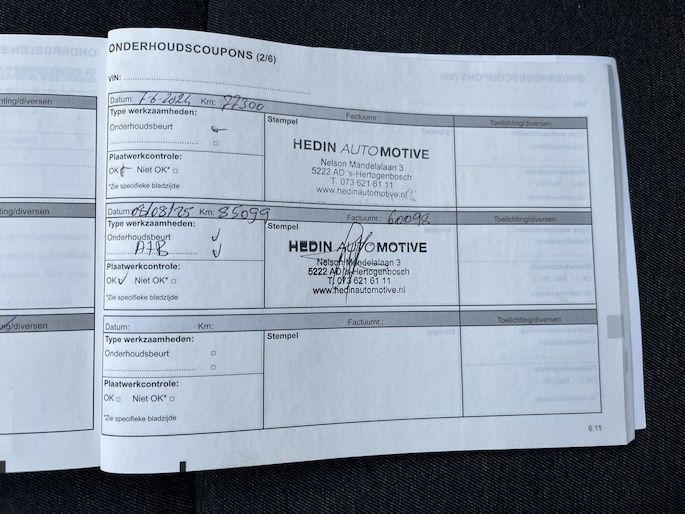 ONDERHOUDSCOUPONS (2/6)
VIN:
Datum: 7-6-2024 Km: 77300 Factuurnr.: Toelichting/diversen
Type werkzaamheden:
Onderhoudsbeurt
Plaatwerkcontrole:
OK Niet OK*
*Zie specifieke bladzijde
Stempel
HEDIN AUTOMOTIVE
Nelson Mandelalaan 3
5222 AD 's-Hertogenbosch
T. 073 621 61 11
www.hedinautomotive.nl
Datum: 08/08/25 Km: 85099 Factuurnr.: Toelichting/diversen
Type werkzaamheden:
Onderhoudsbeurt
Plaatwerkcontrole:
OK Niet OK*
*Zie specifieke bladzijde
Stempel
HEDIN AUTOMOTIVE
Nelson Mandelalaan 3
5222 AD 's-Hertogenbosch
T. 073 621 61 11
www.hedinautomotive.nl
Datum: Km: Factuurnr.: Toelichting/diversen
Type werkzaamheden:
Onderhoudsbeurt
Plaatwerkcontrole:
OK Niet OK*
*Zie specifieke bladzijde
Stempel
6.11